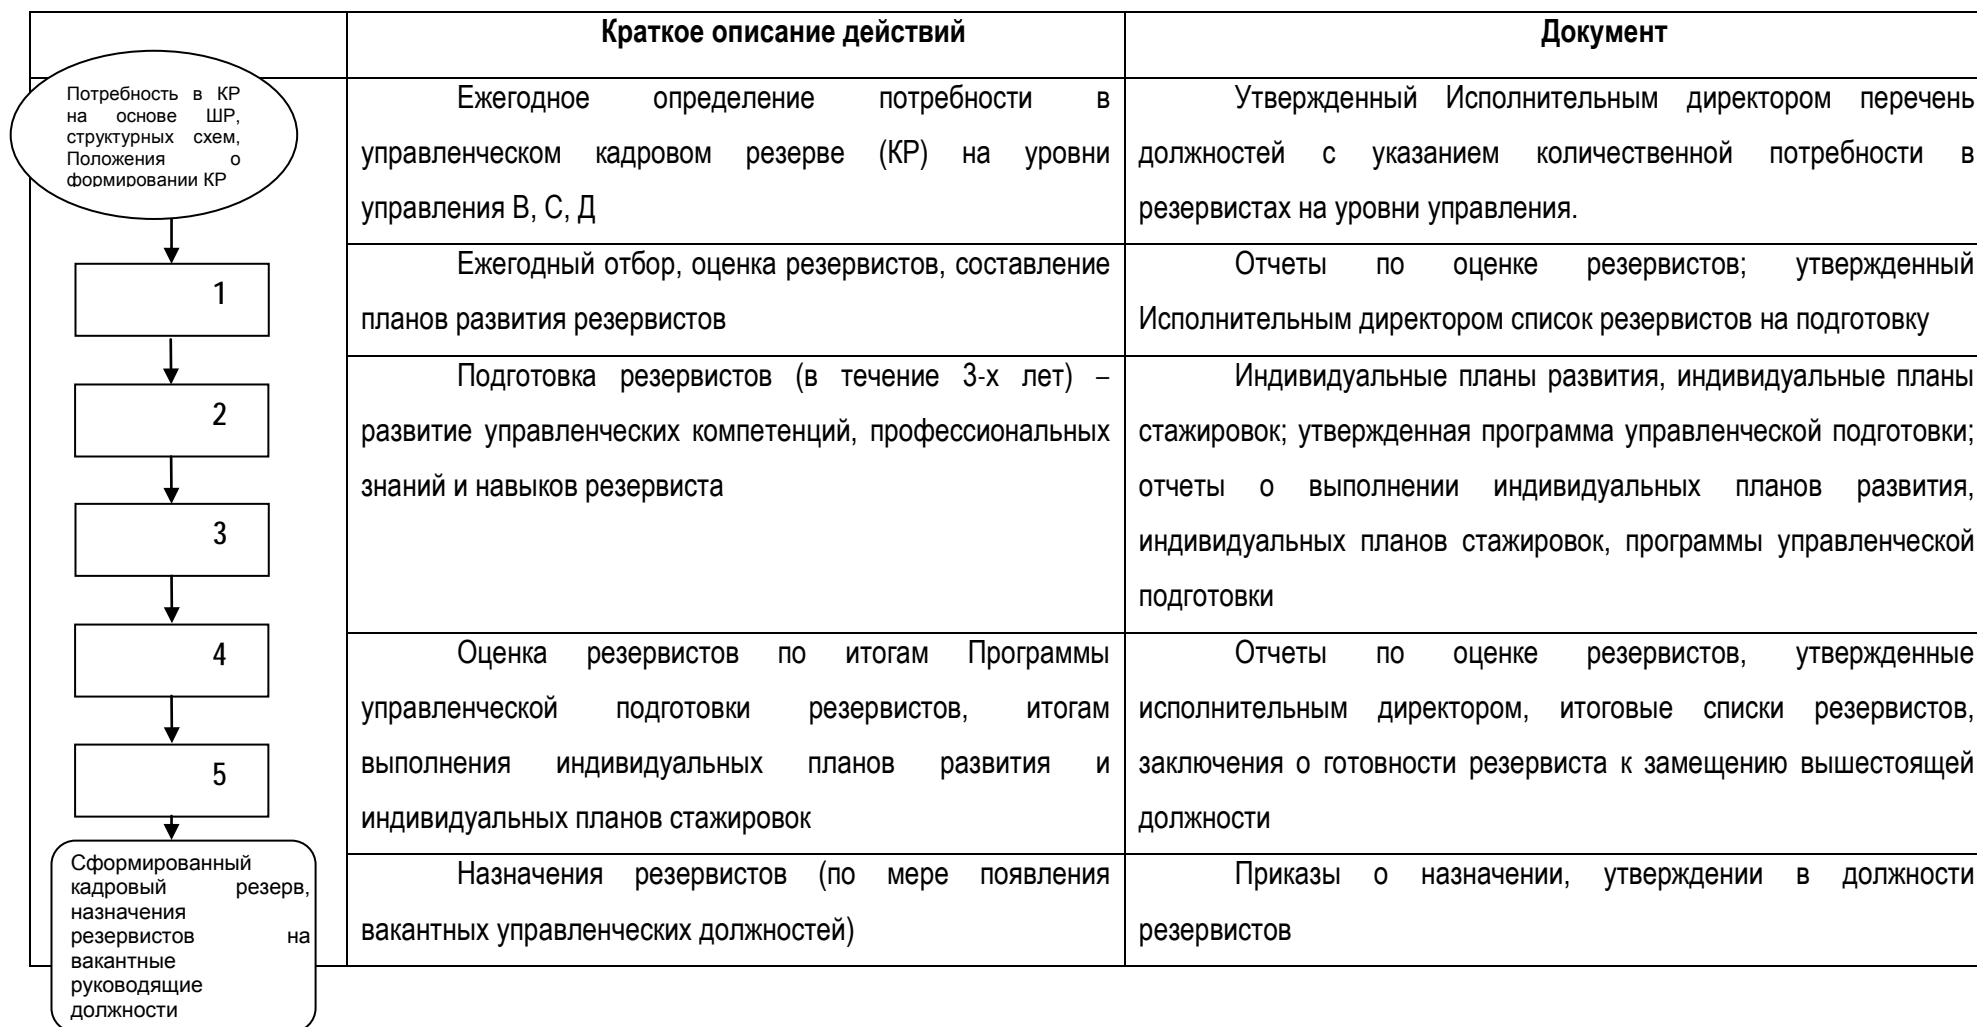 Краткое описание действий
Документ
Потребность в КР
на основе ШР,
структурных схем,
Положения о
формировании КР
1
2
3
4
5
Сформированный
кадровый резерв,
назначения
резервистов на
вакантные
руководящие
должности
Ежегодное определение потребности в
управленческом кадровом резерве (КР) на уровни
управления В, С, Д
Утвержденный Исполнительным директором перечень
должностей с указанием количественной потребности в
резервистах на уровни управления.
Ежегодный отбор, оценка резервистов, составление
планов развития резервистов
Отчеты по оценке резервистов; утвержденный
Исполнительным директором список резервистов на подготовку
Подготовка резервистов (в течение 3-х лет) –
развитие управленческих компетенций, профессиональных
знаний и навыков резервиста
Индивидуальные планы развития, индивидуальные планы
стажировок; утвержденная программа управленческой подготовки;
отчеты о выполнении индивидуальных планов развития,
индивидуальных планов стажировок, программы управленческой
подготовки
Оценка резервистов по итогам Программы
управленческой подготовки резервистов, итогам
выполнения индивидуальных планов развития и
индивидуальных планов стажировок
Отчеты по оценке резервистов, утвержденные
исполнительным директором, итоговые списки резервистов,
заключения о готовности резервиста к замещению вышестоящей
должности
Назначения резервистов (по мере появления
вакантных управленческих должностей)
Приказы о назначении, утверждении в должности
резервистов